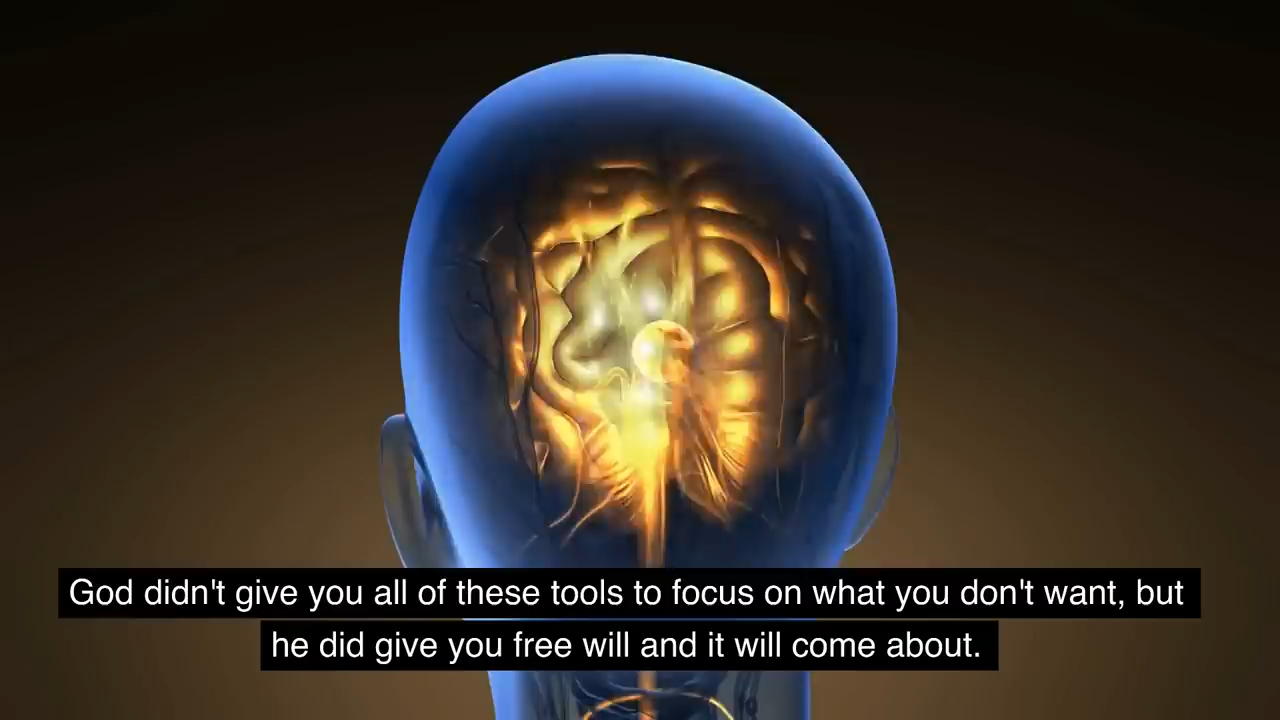 God didn't give you all of these tools to focus on what you don't want, but
he did give you free will and it will come about.